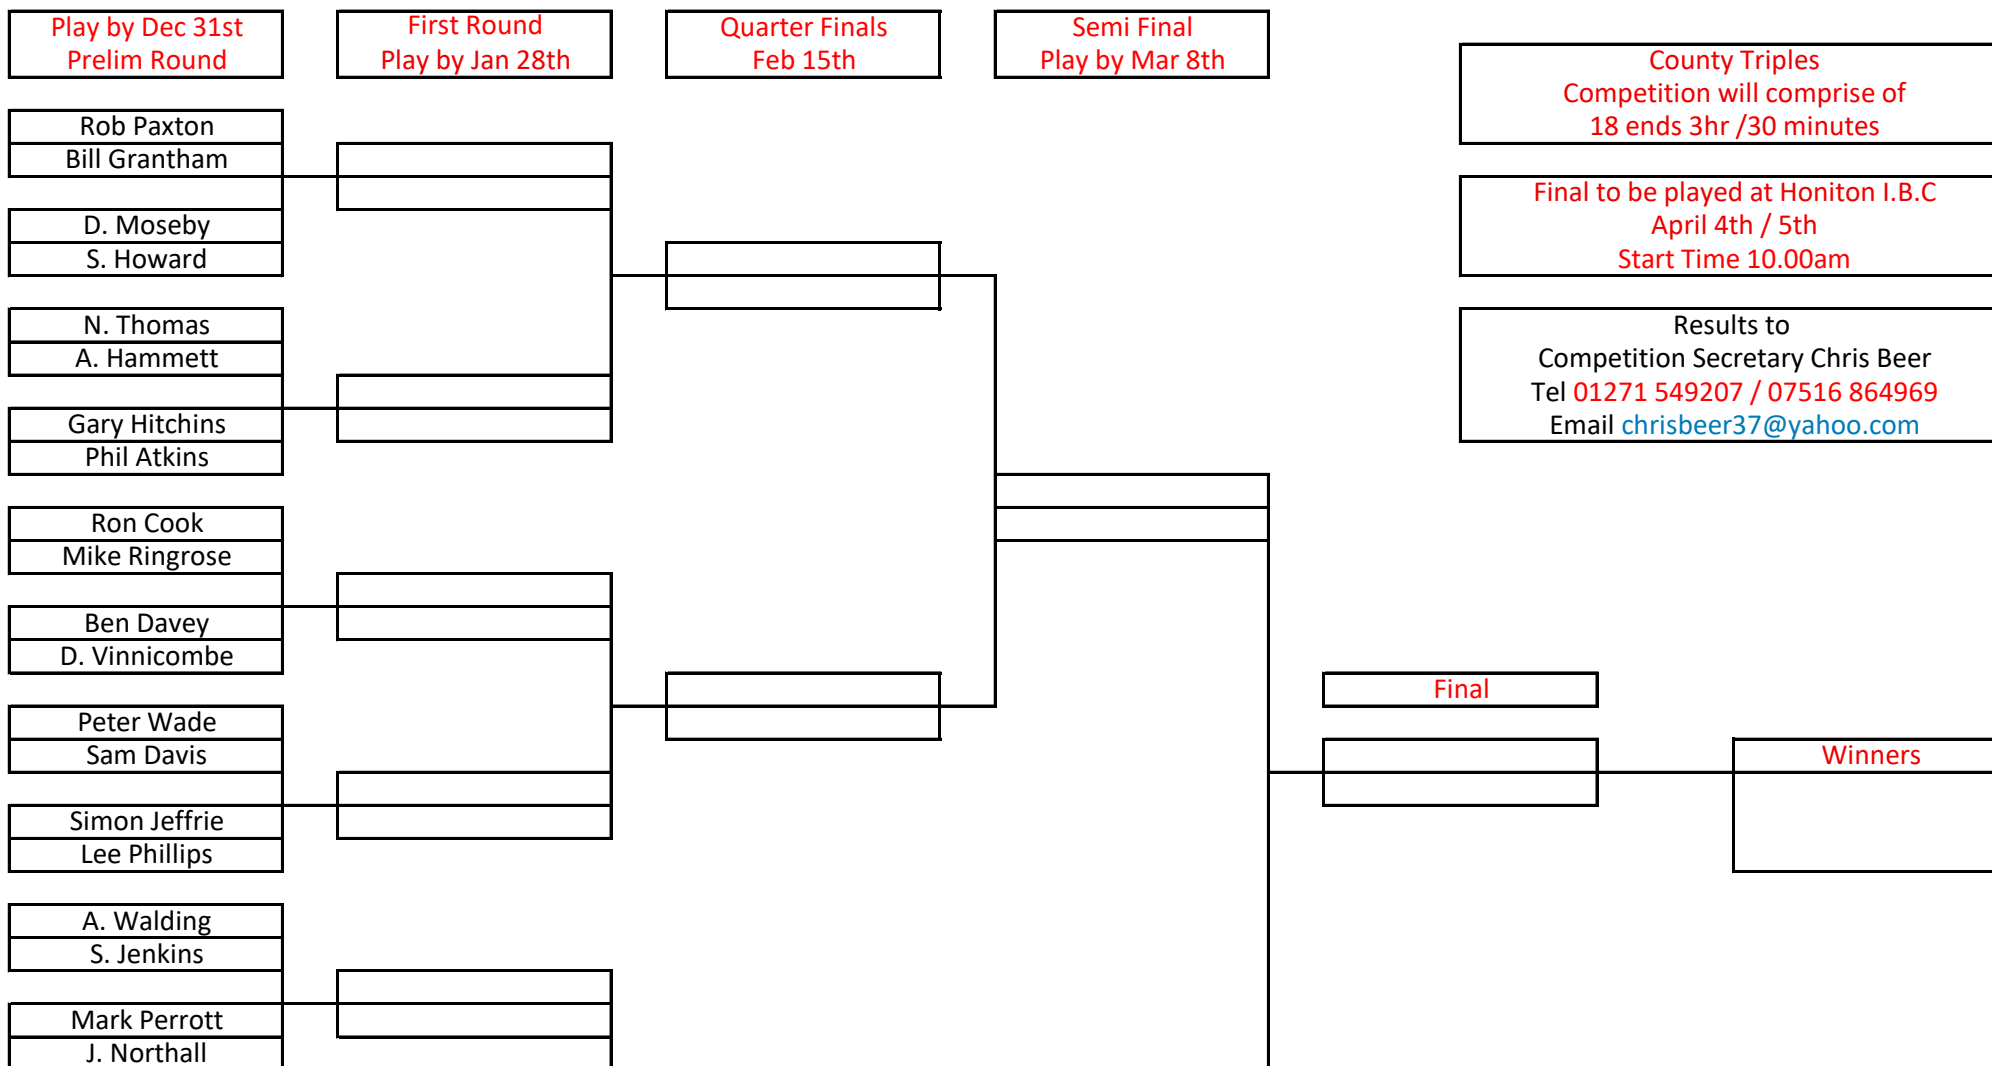 Play by Dec 31st
Prelim Round
First Round
Play by Jan 28th
Quarter Finals
Feb 15th
Semi Final
Play by Mar 8th
County Triples
Competition will comprise of
18 ends 3hr /30 minutes
Final to be played at Honiton I.B.C
April 4th / 5th
Start Time 10.00am
Results to
Competition Secretary Chris Beer
Tel 01271 549207 / 07516 864969
Email chrisbeer37@yahoo.com
Rob Paxton
Bill Grantham
D. Moseby
S. Howard
N. Thomas
A. Hammett
Gary Hitchins
Phil Atkins
Ron Cook
Mike Ringrose
Ben Davey
D. Vinnicombe
Peter Wade
Sam Davis
Simon Jeffrie
Lee Phillips
A. Walding
S. Jenkins
Mark Perrott
J. Northall
Final
Winners